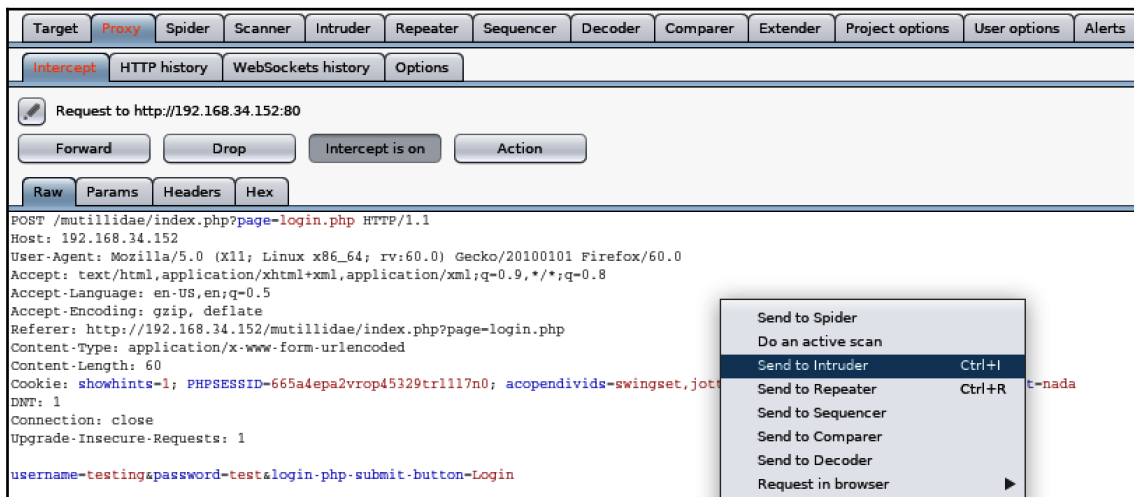 Target Proxy Spider Scanner Intruder Repeater Sequencer Decoder Comparer Extender Project options User options Alerts
Intercept HTTP history WebSockets history Options
Request to http://192.168.34.152:80
Forward Drop Intercept is on Action
Raw Params Headers Hex
POST /mutillidae/index.php?page=login.php HTTP/1.1
Host: 192.168.34.152
User-Agent: Mozilla/5.0 (X11; Linux x86_64; rv:60.0) Gecko/20100101 Firefox/60.0
Accept: text/html,application/xhtml+xml,application/xml;q=0.9,*/*;q=0.8
Accept-Language: en-US,en;q=0.5
Accept-Encoding: gzip, deflate
Referer: http://192.168.34.152/mutillidae/index.php?page=login.php
Content-Type: application/x-www-form-urlencoded
Content-Length: 60
Cookie: showhints=1; PHPSESSID=665a4epa2vrop45329tr1117n0; acopendivids=swingset,jott t=nada
DNT: 1
Connection: close
Upgrade-Insecure-Requests: 1
username=testing&password=test&login-php-submit-button=Login
Send to Spider
Do an active scan
Send to Intruder Ctrl+I
Send to Repeater Ctrl+R
Send to Sequencer
Send to Comparer
Send to Decoder
Request in browser